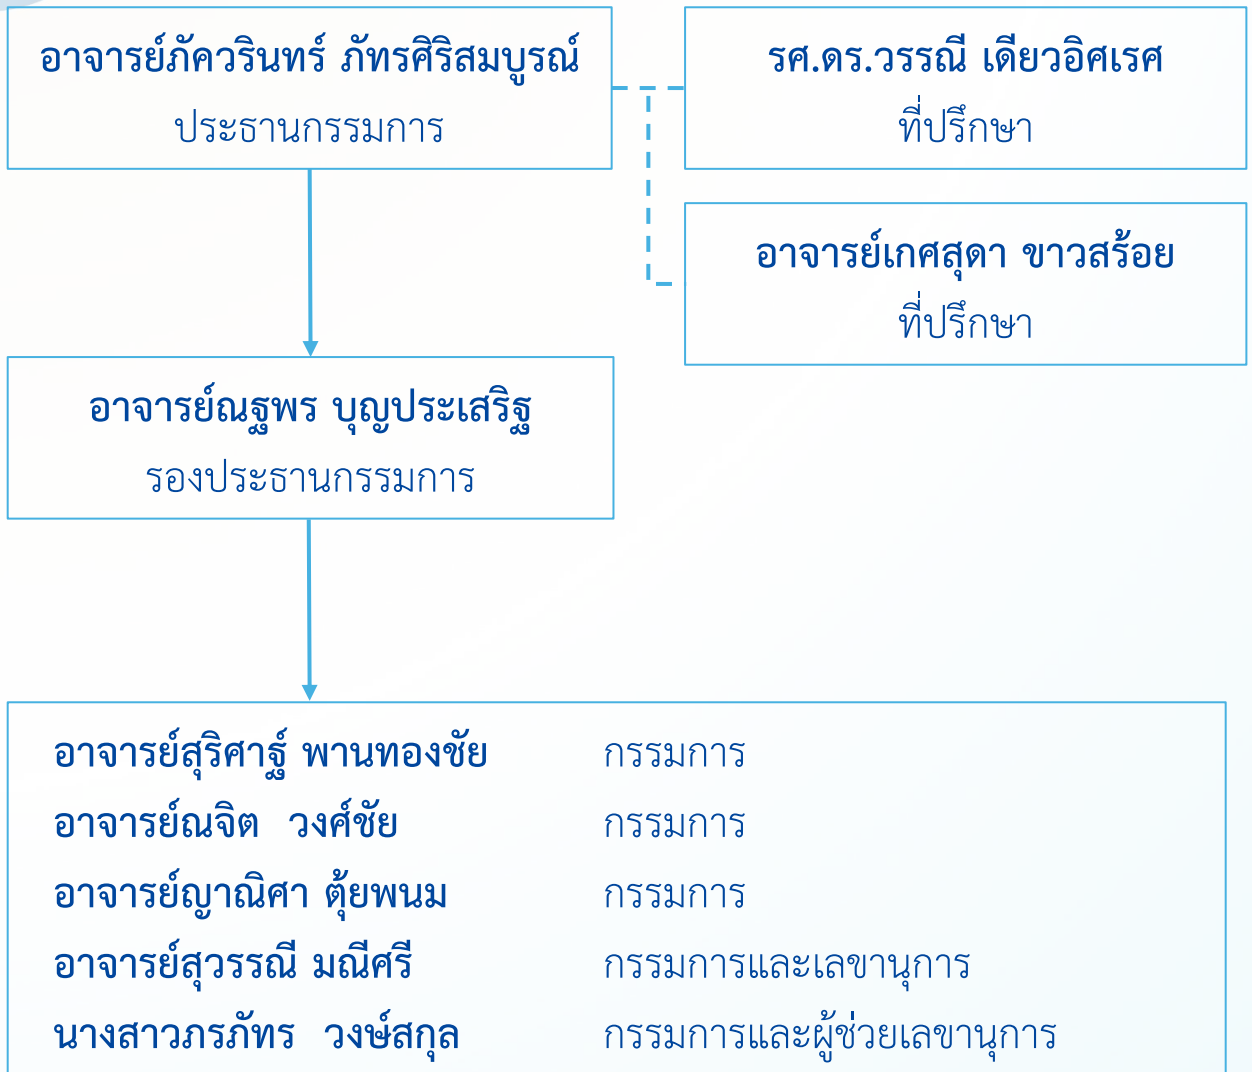 อาจารย์ภัควรินทร์ ภัทรศิริสมบูรณ์
ประธานกรรมการ
รศ.ดร.วรรณี เดียวอิศเรศ
ที่ปรึกษา
อาจารย์เกศสุดา ขาวสร้อย
ที่ปรึกษา
อาจารย์ณฐพร บุญประเสริฐ
รองประธานกรรมการ
อาจารย์สุริศาฐ์ พานทองชัย กรรมการ
อาจารย์ณจิต วงศ์ชัย กรรมการ
อาจารย์ญาณิศา ตุ้ยพนม กรรมการ
อาจารย์สุวรรณี มณีศรี กรรมการและเลขานุการ
นางสาวภรภัทร วงษ์สกุล กรรมการและผู้ช่วยเลขานุการ